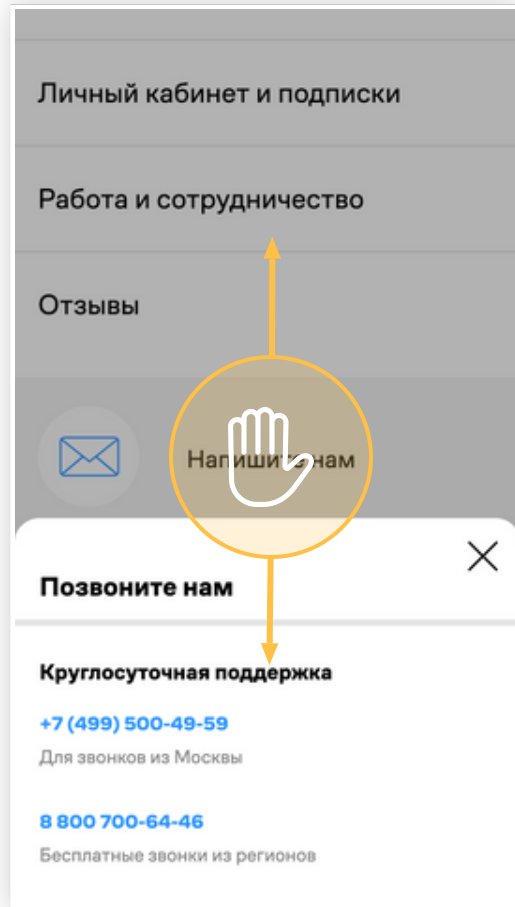 Личный кабинет и подписки
Работа и сотрудничество
Отзывы
Напишите нам
Позвоните нам
Круглосуточная поддержка
+7 (499) 500-49-59
Для звонков из Москвы
8 800 700-64-46
Бесплатные звонки из регионов